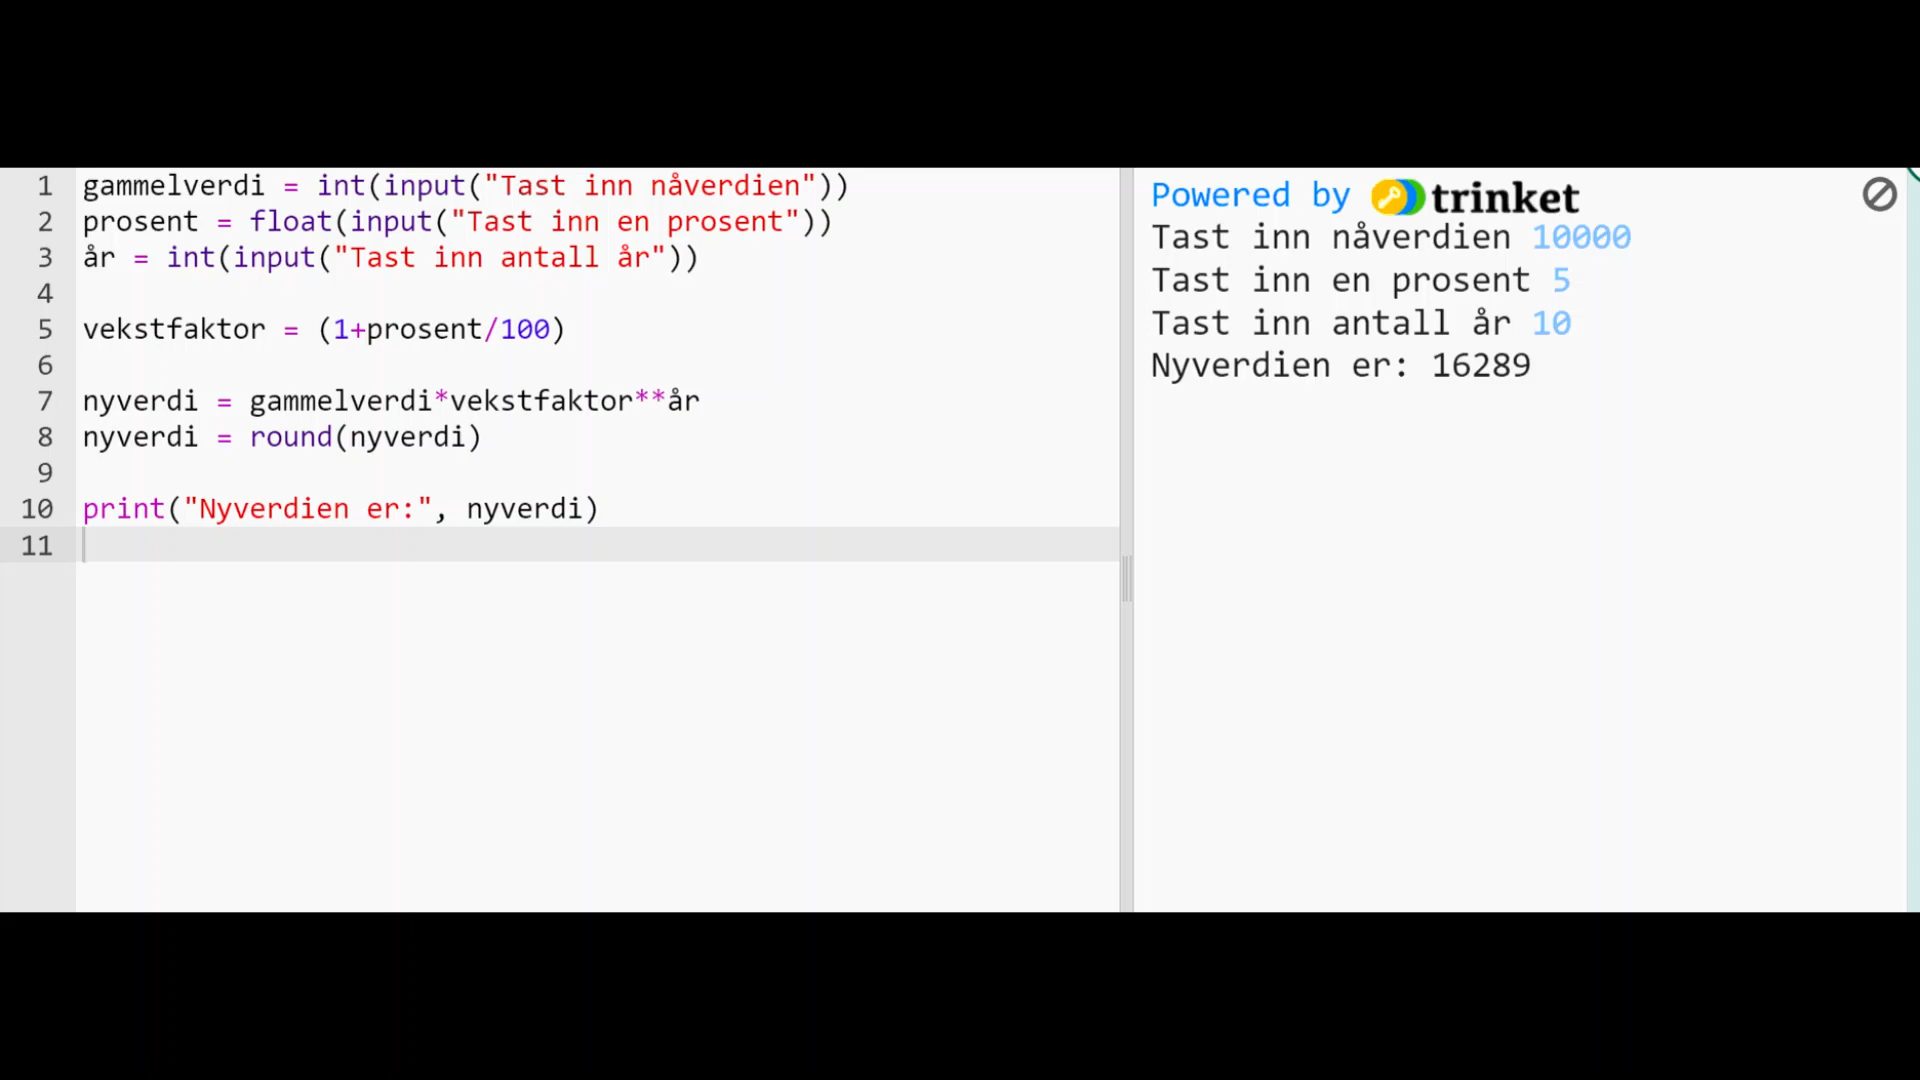 1 gammelverdi = int(input("Tast inn nåverdien"))
2 prosent = float(input("Tast inn en prosent"))
3 år = int(input("Tast inn antall år"))
4
5 vekstfaktor = (1+prosent/100)
6
7 nyverdi = gammelverdi*vekstfaktor**år
8 nyverdi = round(nyverdi)
9
10 print("Nyverdien er:", nyverdi)
11
Powered by trinket
Tast inn nåverdien 10000
Tast inn en prosent 5
Tast inn antall år 10
Nyverdien er: 16289